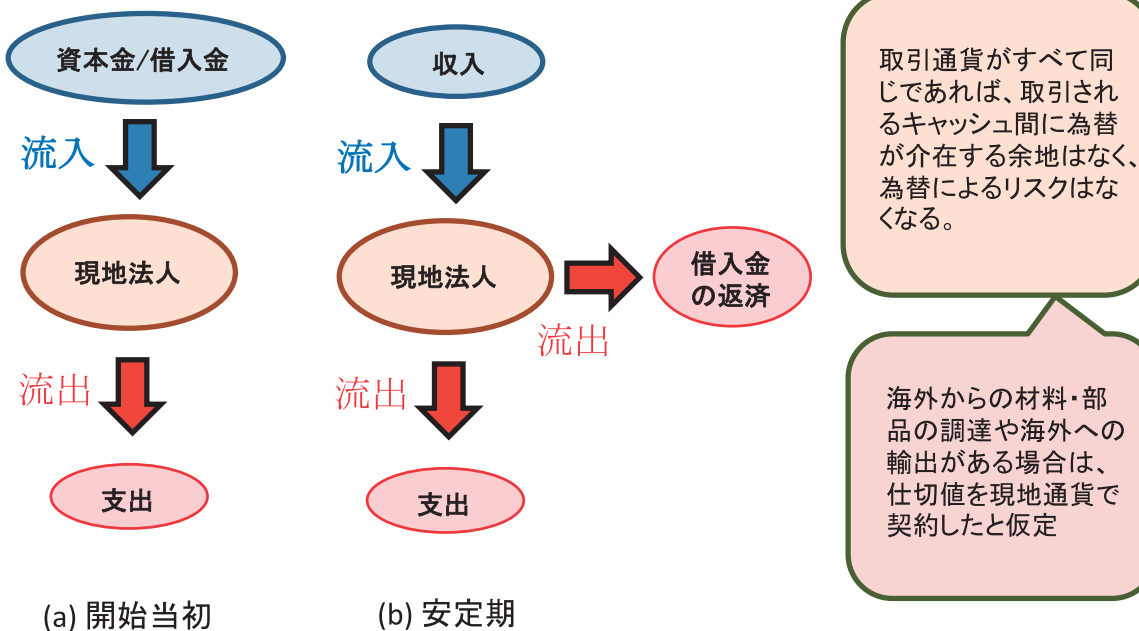 資本金/借入金
流入
現地法人
流出
支出
(a) 開始当初
収入
流入
現地法人
流出
借入金
の返済
流出
支出
(b) 安定期
取引通貨がすべて同
じであれば、取引され
るキャッシュ間に為替
が介在する余地はなく、
為替によるリスクはな
くなる。
海外からの材料・部
品の調達や海外への
輸出がある場合は、
仕切値を現地通貨で
契約したと仮定